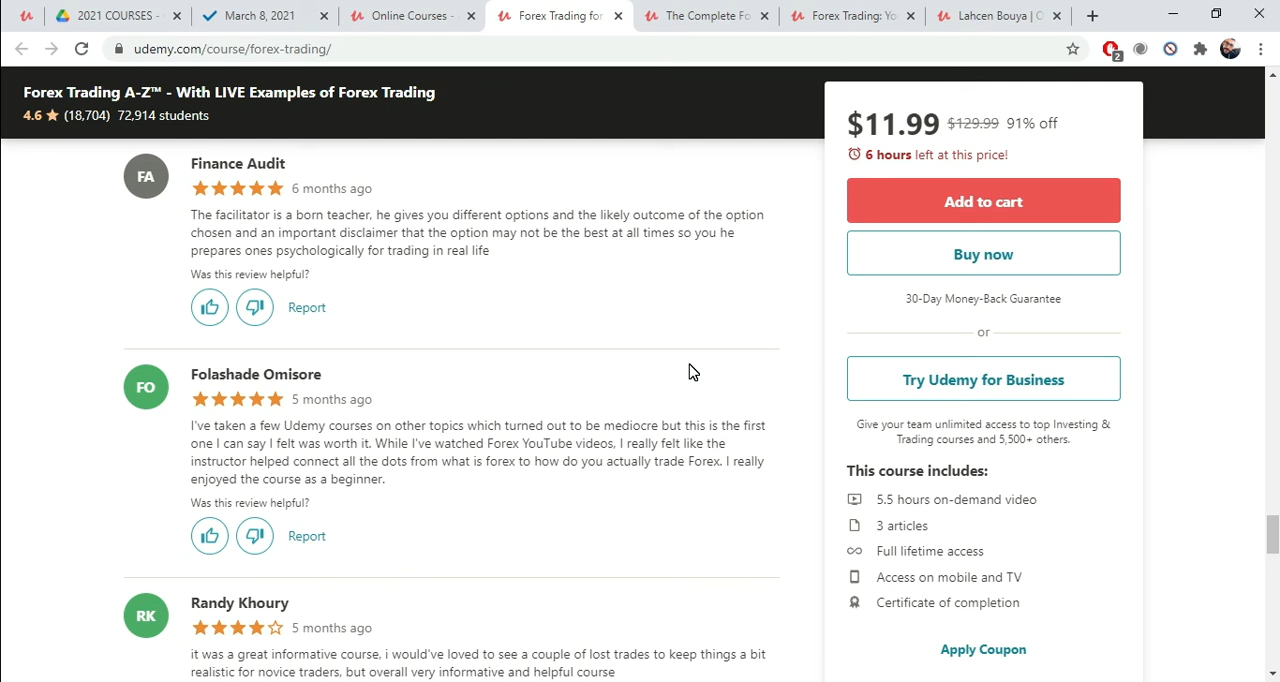 2021 COURSES -
March 8, 2021
Online Courses -
Forex Trading for
The Complete Fo
Forex Trading: Yo
Lahcen Bouya | O
udemy.com/course/forex-trading/
2
Forex Trading A-Z™ - With LIVE Examples of Forex Trading
4.6 ★ (18,704) 72,914 students
FA
Finance Audit
6 months ago
The facilitator is a born teacher, he gives you different options and the likely outcome of the option
chosen and an important disclaimer that the option may not be the best at all times so you he
prepares ones psychologically for trading in real life
Was this review helpful?
Report
FO
Folashade Omisore
5 months ago
I've taken a few Udemy courses on other topics which turned out to be mediocre but this is the first
one I can say I felt was worth it. While I've watched Forex YouTube videos, I really felt like the
instructor helped connect all the dots from what is forex to how do you actually trade Forex. I really
enjoyed the course as a beginner.
Was this review helpful?
Report
RK
Randy Khoury
5 months ago
it was a great informative course, i would've loved to see a couple of lost trades to keep things a bit
realistic for novice traders, but overall very informative and helpful course
$11.99 $129.99 91% off
6 hours left at this price!
Add to cart
Buy now
30-Day Money-Back Guarantee
or
Try Udemy for Business
Give your team unlimited access to top Investing &
Trading courses and 5,500+ others.
This course includes:
5.5 hours on-demand video
3 articles
Full lifetime access
Access on mobile and TV
Certificate of completion
Apply Coupon